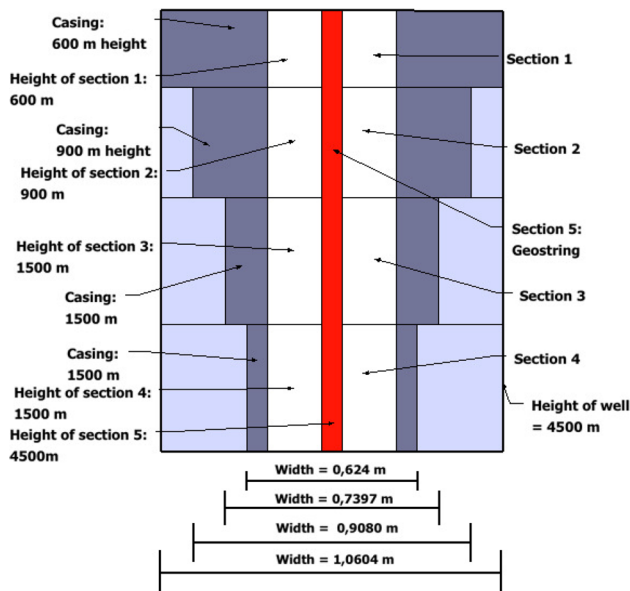 Casing:
600 m height
Height of section 1:
600 m
Section 1
Casing:
900 m height
Height of section 2:
900 m
Section 2
Section 5:
Geostring
Height of section 3:
1500 m
Section 3
Casing:
1500 m
Casing:
1500 m
Section 4
Height of section 4:
1500 m
Height of section 5:
4500m
Height of well
= 4500 m
Width = 0,624 m
Width = 0,7397 m
Width =  0,9080 m
Width = 1,0604 m